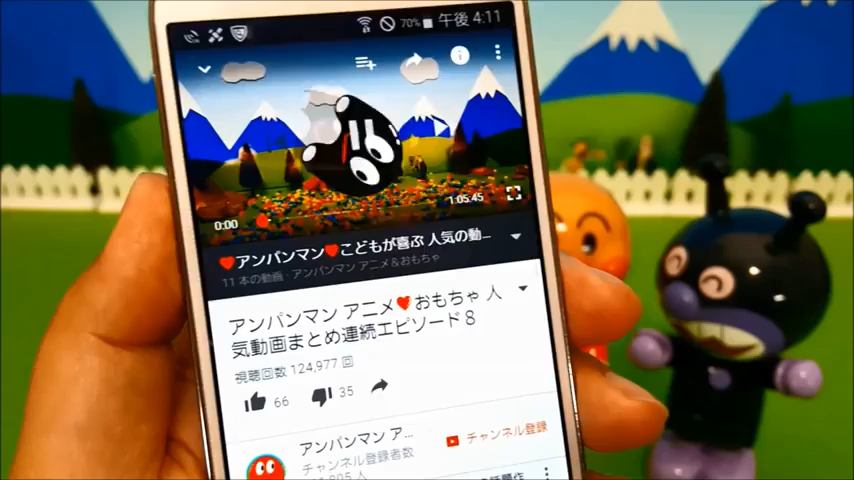 70% 午後 4:11
0:00
1:05:45
♥アンパンマン♥こどもが喜ぶ 人気の動...
11 本の動画 · アンパンマン アニメ&おもちゃ
アンパンマン アニメ♥おもちゃ 人
気動画まとめ連続エピソード8
視聴回数 124,977 回
66
35
アンパンマン ア...
チャンネル登録
チャンネル登録者数